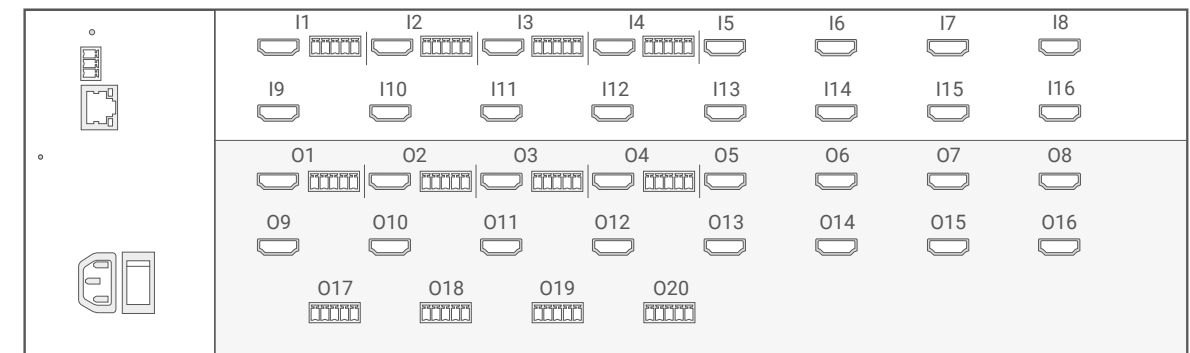 I1 I2 I3 I4 I5 I6 I7 I8
I9 I10 I11 I12 I13 I14 I15 I16
O1 O2 O3 O4 O5 O6 O7 O8
O9 O10 O11 O12 O13 O14 O15 O16
O17 O18 O19 O20